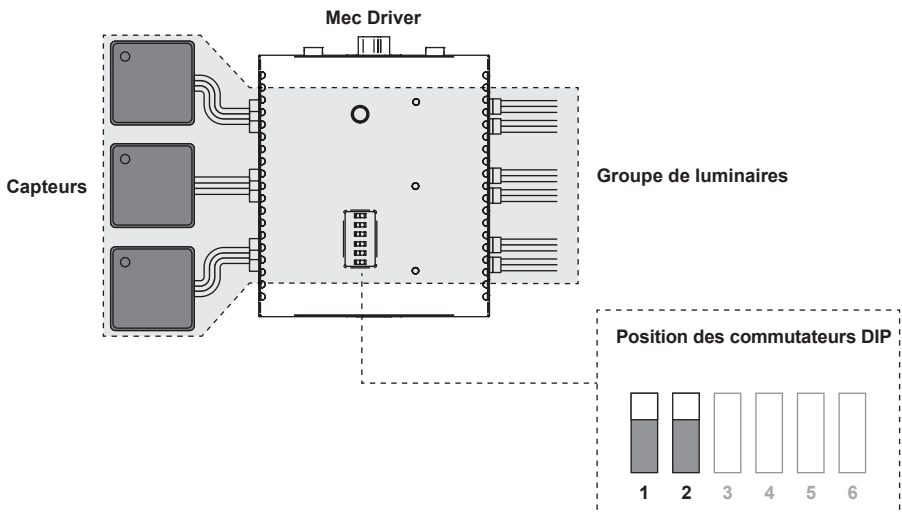 Mec Driver
Capteurs
Groupe de luminaires
Position des commutateurs DIP
1 2 3 4 5 6